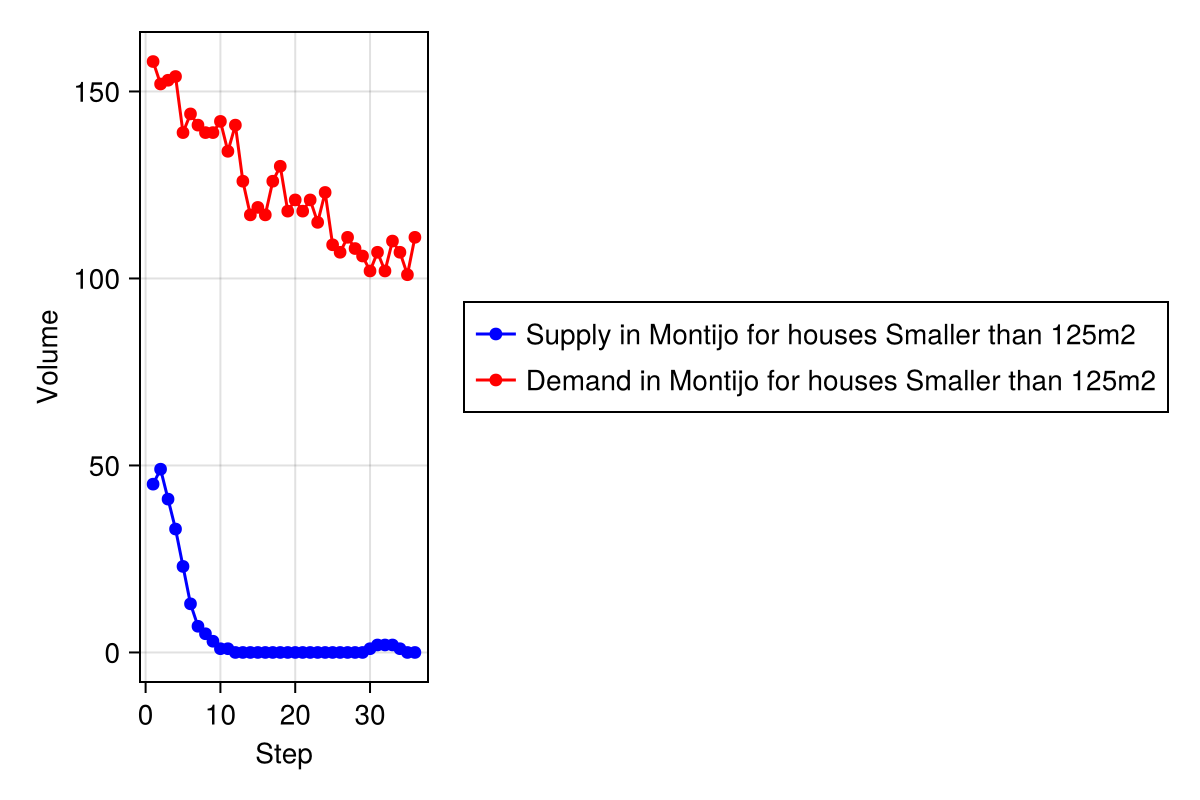 150
100
50
0
Volume
0 10 20 30
Step
Supply in Montijo for houses Smaller than 125m2
Demand in Montijo for houses Smaller than 125m2